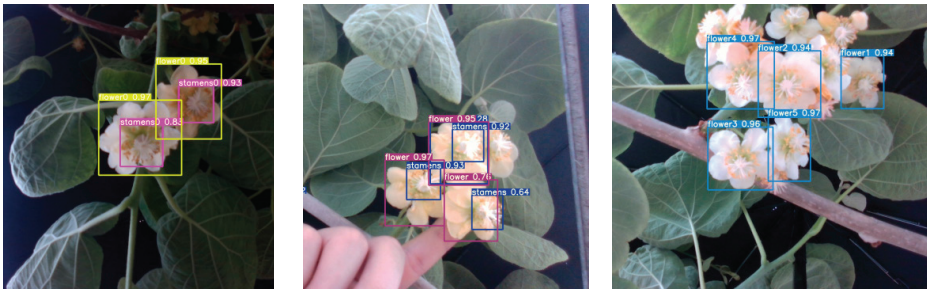 flower0 0.95
stamens0 0.93
flower0 0.97
stamens0 0.83
flower 0.95
28
stamens 0.92
flower 0.97
stamens 0.93
flower 0.76
stamens 0.64
flower4 0.97
flower2 0.94
flower1 0.94
flower5 0.97
flower3 0.96